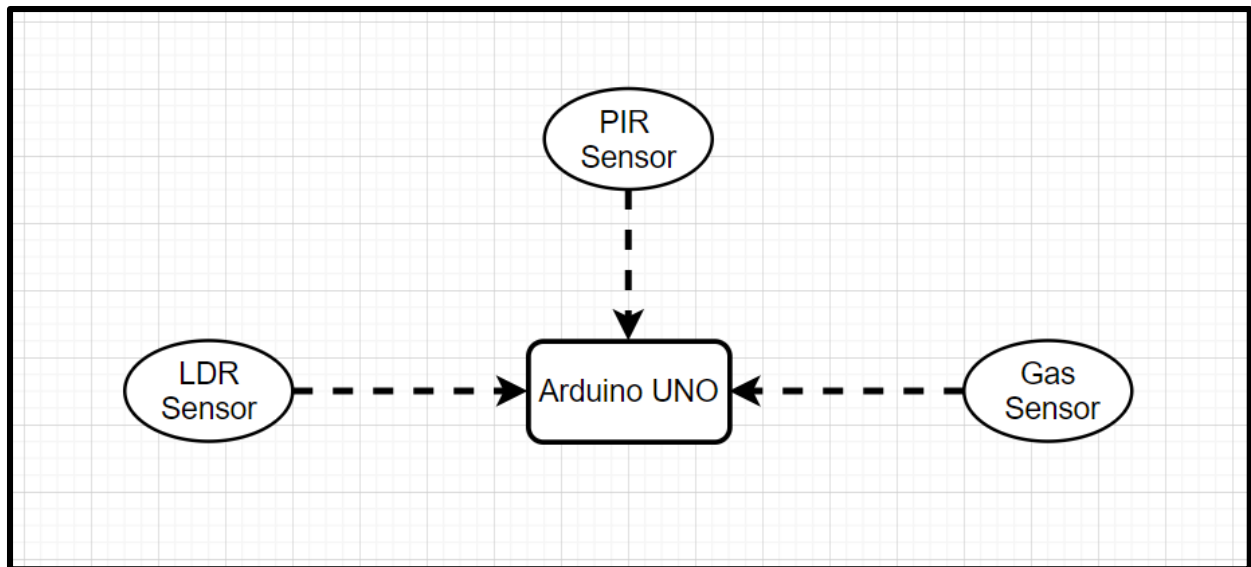 PIR
Sensor
LDR
Sensor
Arduino UNO
Gas
Sensor